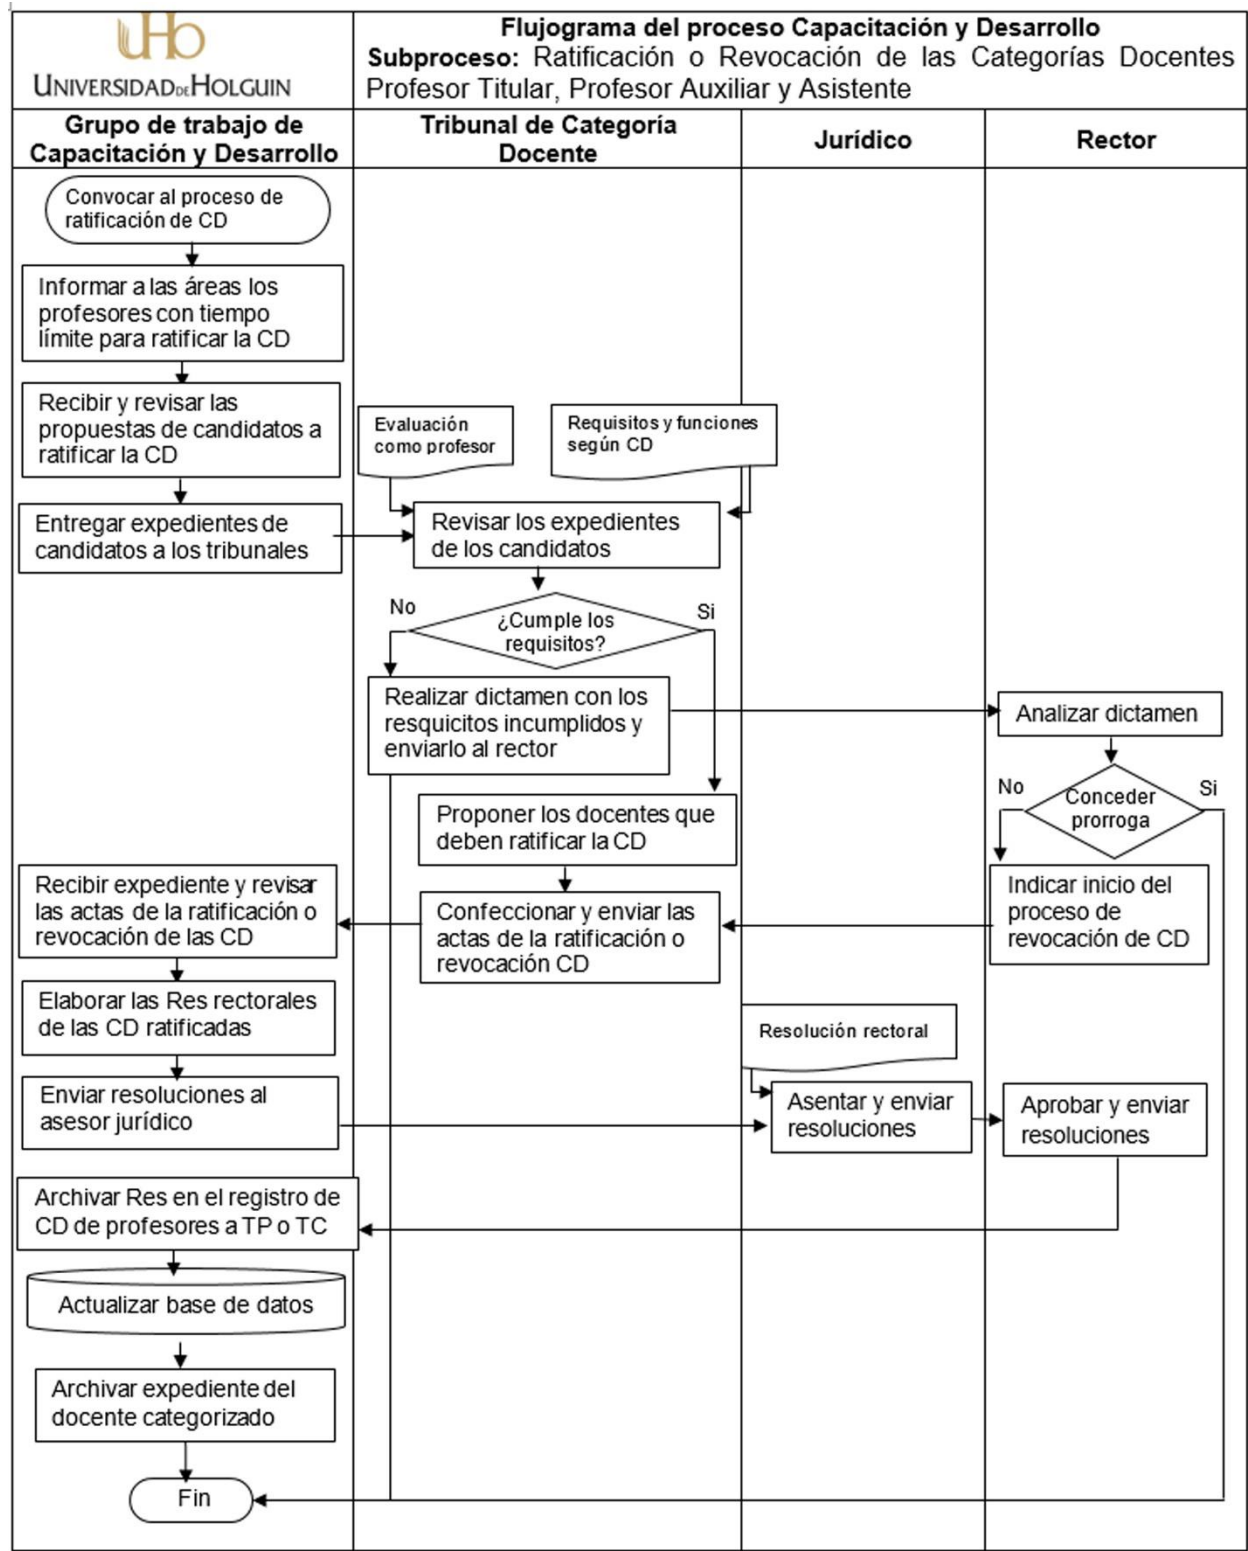 uHo
UNIVERSIDAD DE HOLGUIN
Flujograma del proceso Capacitación y Desarrollo
Subproceso: Ratificación o Revocación de las Categorías Docentes
Profesor Titular, Profesor Auxiliar y Asistente
Grupo de trabajo de
Capacitación y Desarrollo
Tribunal de Categoría
Docente
Jurídico
Rector
Convocar al proceso de
ratificación de CD
Informar a las áreas los
profesores con tiempo
límite para ratificar la CD
Recibir y revisar las
propuestas de candidatos a
ratificar la CD
Evaluación
como profesor
Requisitos y funciones
según CD
Entregar expedientes de
candidatos a los tribunales
Revisar los expedientes
de los candidatos
No
¿Cumple los
requisitos?
Si
Realizar dictamen con los
resquicitos incumplidos y
enviarlo al rector
Analizar dictamen
No
Conceder
prorroga
Si
Proponer los docentes que
deben ratificar la CD
Recibir expediente y revisar
las actas de la ratificación o
revocación de las CD
Confeccionar y enviar las
actas de la ratificación o
revocación CD
Indicar inicio del
proceso de
revocación de CD
Elaborar las Res rectorales
de las CD ratificadas
Resolución rectoral
Enviar resoluciones al
asesor jurídico
Asentar y enviar
resoluciones
Aprobar y enviar
resoluciones
Archivar Res en el registro de
CD de profesores a TP o TC
Actualizar base de datos
Archivar expediente del
docente categorizado
Fin